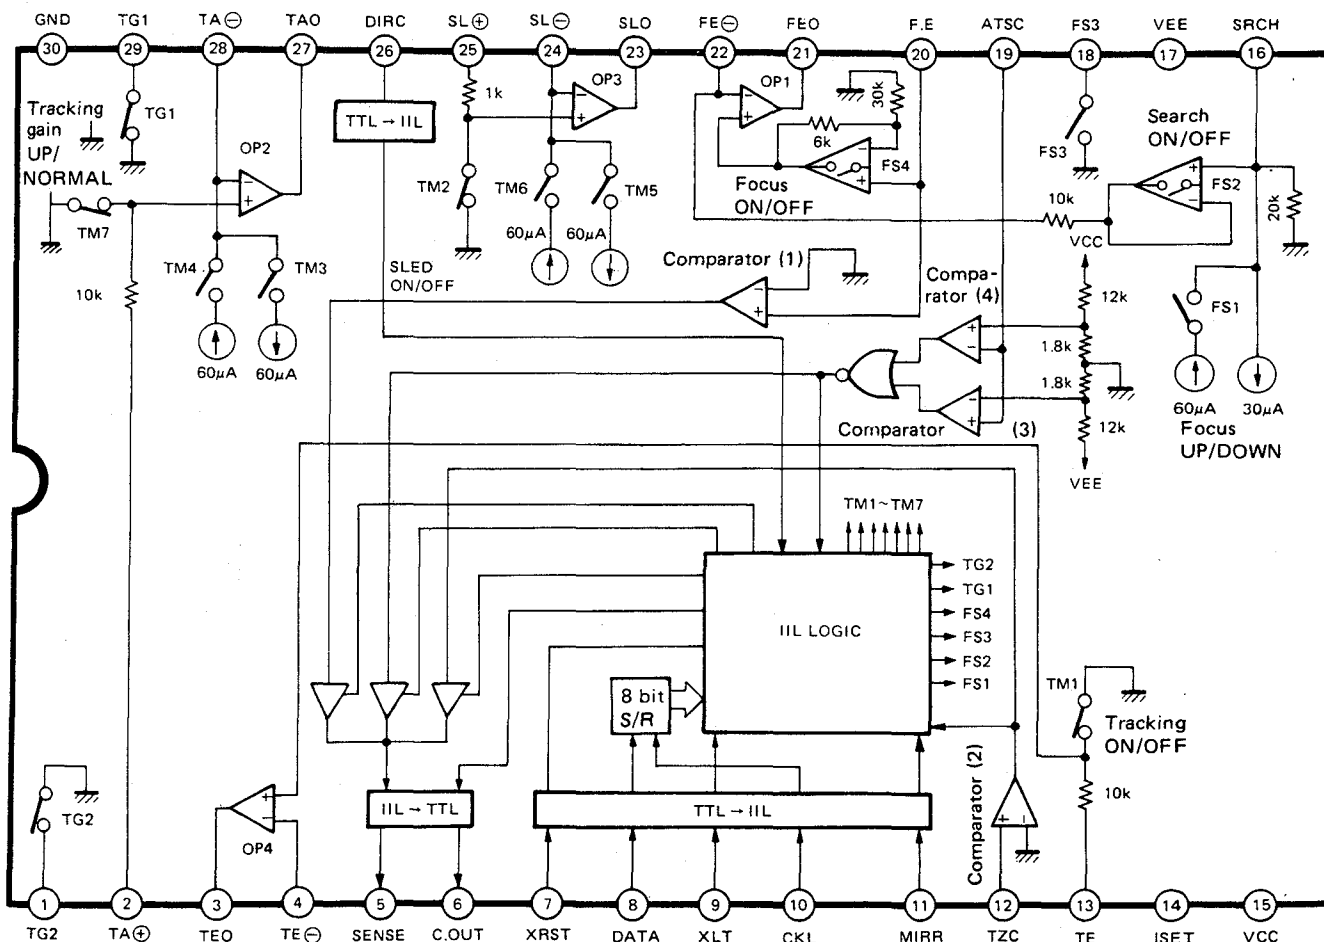 GND TG1 TA⊖ TAO DIRC SL⊕ SL⊖ SLO FE⊖ FEO F.E ATSC FS3 VEE SRCH
30 29 28 27 26 25 24 23 22 21 20 19 18 17 16
Tracking
gain
UP/
NORMAL
TG1
OP2
TM7
10k
TM4
TM3
60μA
60μA
TTL→IIL
SLED
ON/OFF
1k
TM2
OP3
TM6
TM5
60μA
60μA
OP1
30k
6k
FS4
Focus
ON/OFF
Comparator (1)
FS3
Search
ON/OFF
FS2
10k
20k
VCC
Compa-
rator (4)
12k
1.8k
1.8k
12k
VEE
Comparator (3)
FS1
60μA
30μA
Focus
UP/DOWN
TM1~TM7
IIL LOGIC
TG2
TG1
FS4
FS3
FS2
FS1
8 bit
S/R
TM1
Tracking
ON/OFF
10k
Comparator (2)
TG2
OP4
IIL→TTL
TTL→IIL
1 2 3 4 5 6 7 8 9 10 11 12 13 14 15
TG2 TA⊕ TEO TE⊖ SENSE C.OUT XRST DATA XLT CKI MIRR TZC TE ISET VCC